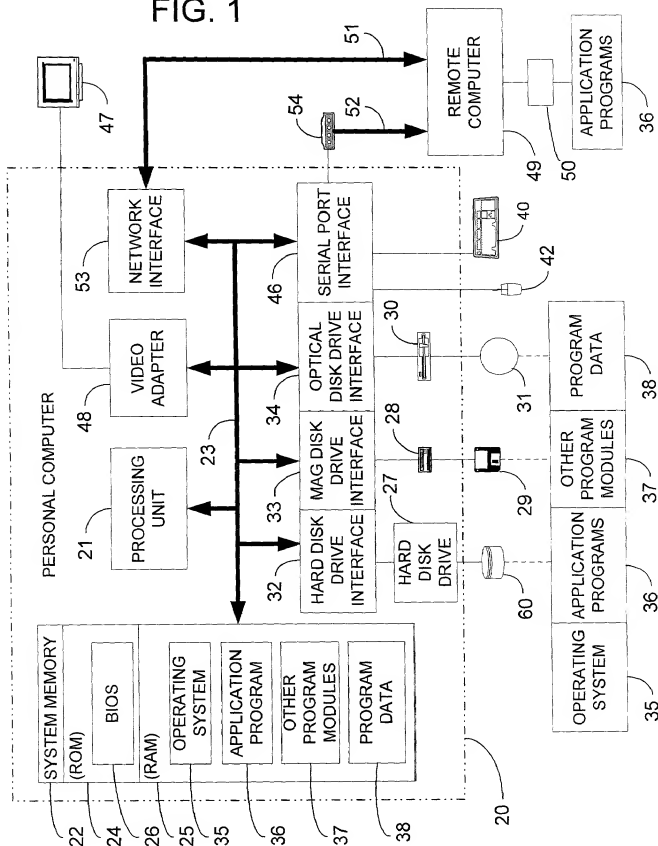 FIG. 1
PERSONAL COMPUTER
SYSTEM MEMORY
(ROM)
BIOS
(RAM)
OPERATING
SYSTEM
APPLICATION
PROGRAM
OTHER
PROGRAM
MODULES
PROGRAM
DATA
22
24
26
25
35
36
37
38
20
21
PROCESSING
UNIT
48
VIDEO
ADAPTER
53
NETWORK
INTERFACE
47
23
32
HARD DISK
DRIVE
INTERFACE
33
MAG DISK
DRIVE
INTERFACE
34
OPTICAL
DISK DRIVE
INTERFACE
46
SERIAL PORT
INTERFACE
54
51
52
27
HARD
DISK
DRIVE
28
30
42
40
60
29
31
REMOTE
COMPUTER
49
50
APPLICATION
PROGRAMS
36
OPERATING
SYSTEM
35
APPLICATION
PROGRAMS
36
OTHER
PROGRAM
MODULES
37
PROGRAM
DATA
38